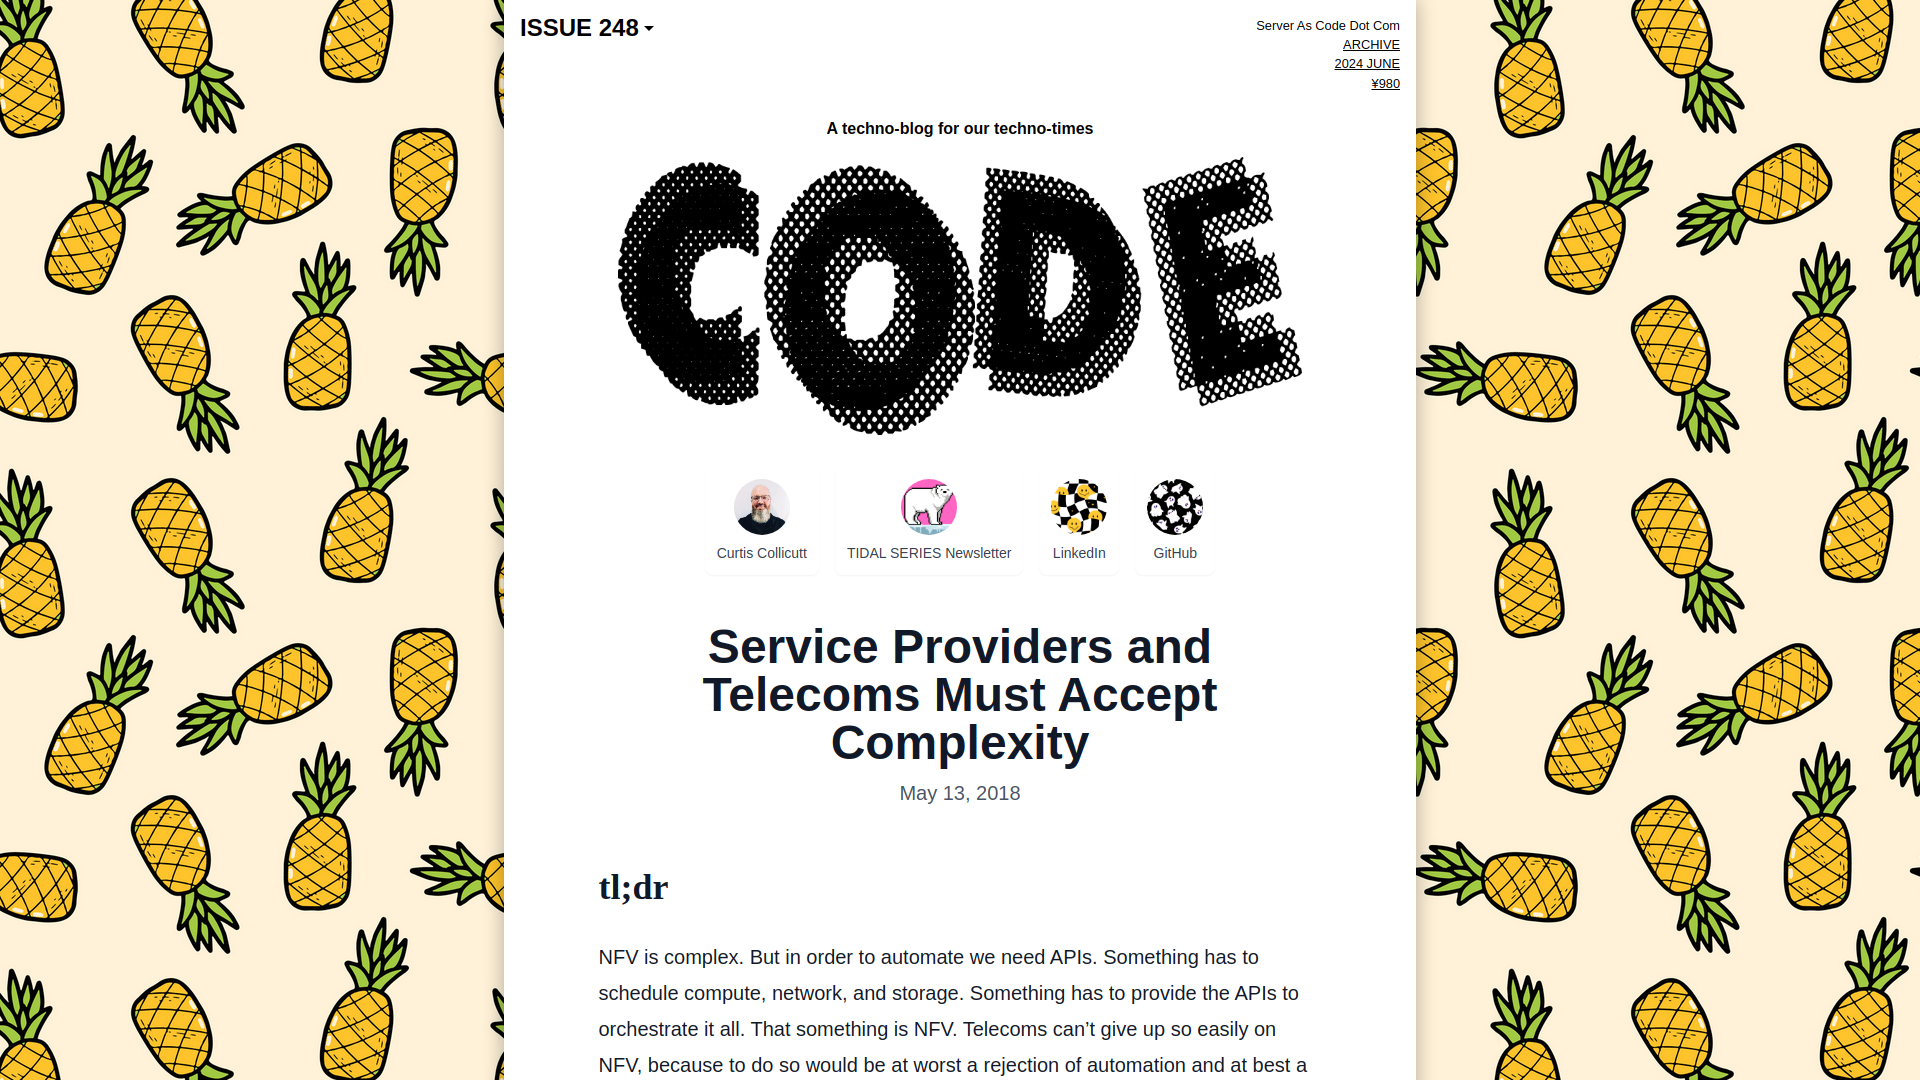 ISSUE 248
Server As Code Dot Com
ARCHIVE
2024 JUNE
¥980
A techno-blog for our techno-times
CODE
Curtis Collicutt
TIDAL SERIES Newsletter
LinkedIn
GitHub
Service Providers and
Telecoms Must Accept
Complexity
May 13, 2018
tl;dr
NFV is complex. But in order to automate we need APIs. Something has to
schedule compute, network, and storage. Something has to provide the APIs to
orchestrate it all. That something is NFV. Telecoms can’t give up so easily on
NFV, because to do so would be at worst a rejection of automation and at best a